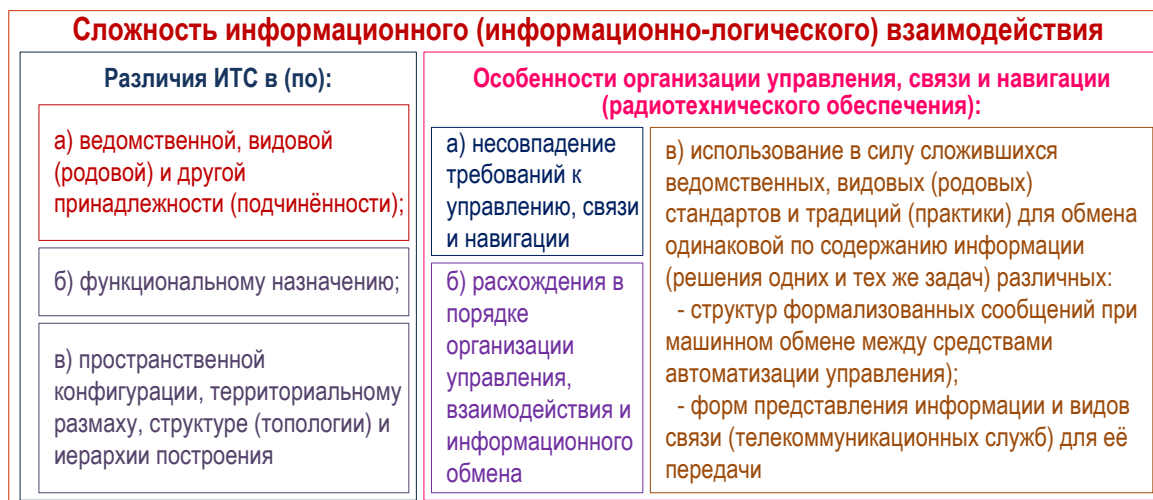 Сложность информационного (информационно-логического) взаимодействия
Различия ИТС в (по):
а) ведомственной, видовой
(родовой) и другой
принадлежности (подчинённости);
б) функциональному назначению;
в) пространственной
конфигурации, территориальному
размаху, структуре (топологии) и
иерархии построения
Особенности организации управления, связи и навигации
(радиотехнического обеспечения):
а) несовпадение
требований к
управлению, связи
и навигации
б) расхождения в
порядке
организации
управления,
взаимодействия и
информационного
обмена
в) использование в силу сложившихся
ведомственных, видовых (родовых)
стандартов и традиций (практики) для обмена
одинаковой по содержанию информации
(решения одних и тех же задач) различных:
- структур формализованных сообщений при
машинном обмене между средствами
автоматизации управления);
- форм представления информации и видов
связи (телекоммуникационных служб) для её
передачи